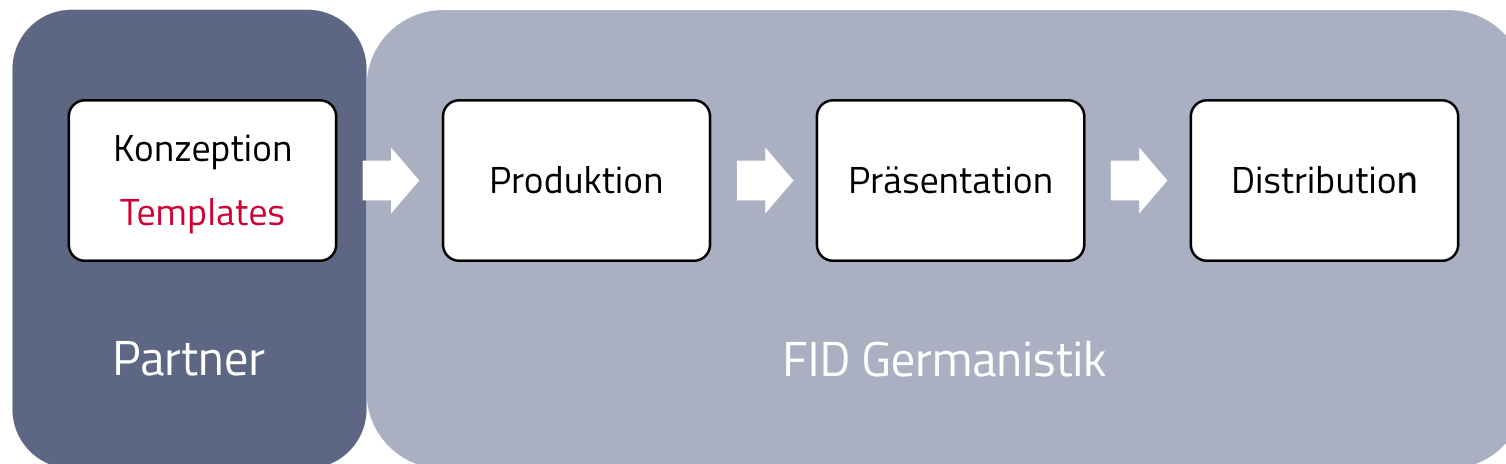 Konzeption
Templates
Produktion
Präsentation
Distribution
Partner
FID Germanistik